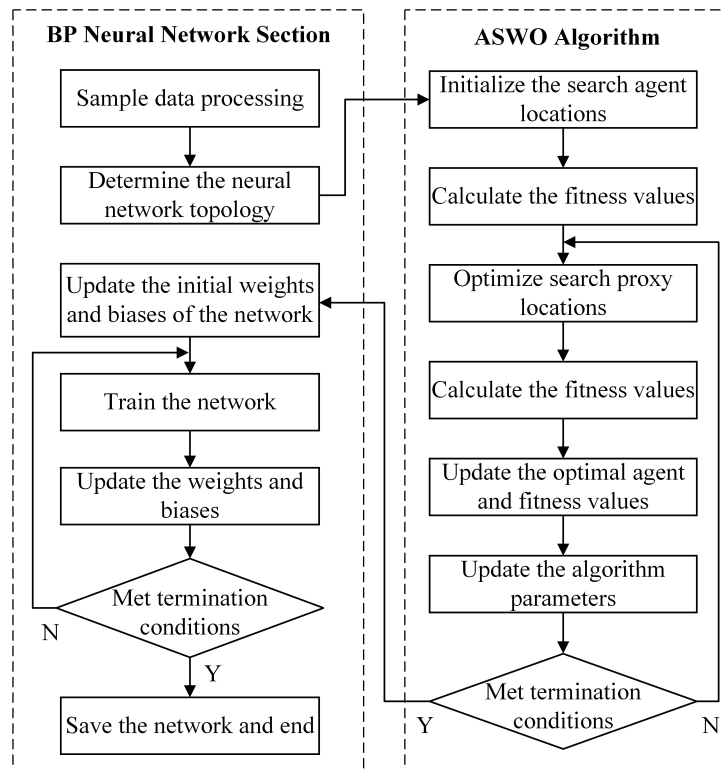 BP Neural Network Section
Sample data processing
Determine the neural
network topology
Update the initial weights
and biases of the network
Train the network
Update the weights and
biases
Met termination
conditions
N
Y
Save the network and end
ASWO Algorithm
Initialize the search agent
locations
Calculate the fitness values
Optimize search proxy
locations
Calculate the fitness values
Update the optimal agent
and fitness values
Update the algorithm
parameters
Met termination
conditions
Y
N